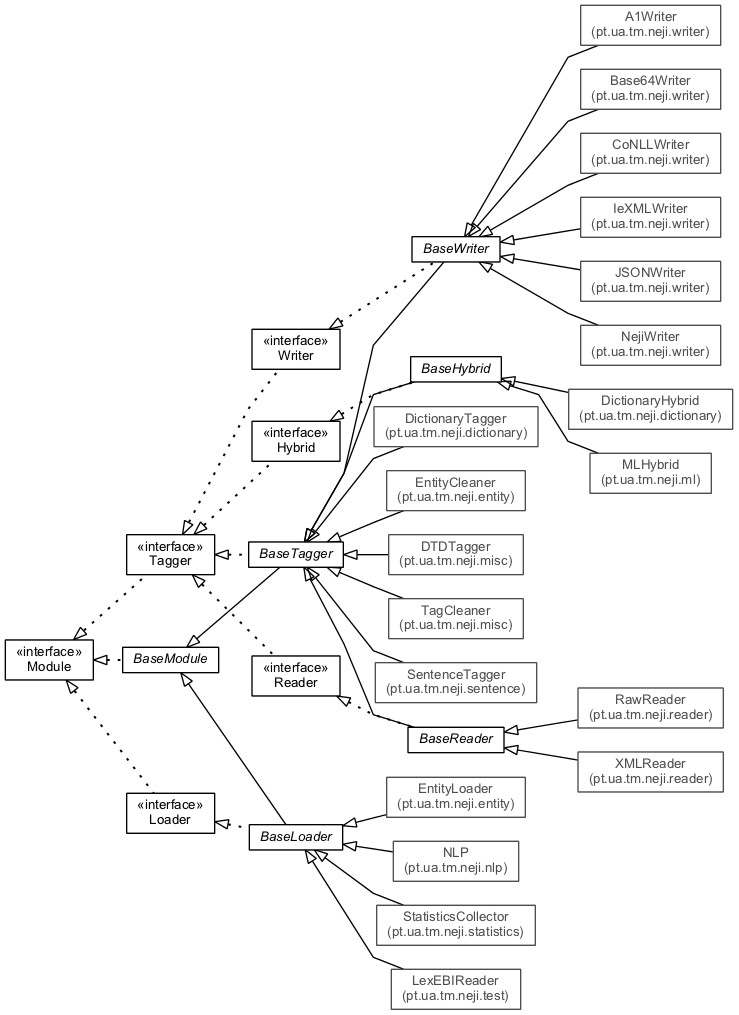 A1Writer
(pt.ua.tm.neji.writer)
Base64Writer
(pt.ua.tm.neji.writer)
CoNLLWriter
(pt.ua.tm.neji.writer)
IeXMLWriter
(pt.ua.tm.neji.writer)
BaseWriter
JSONWriter
(pt.ua.tm.neji.writer)
NejiWriter
(pt.ua.tm.neji.writer)
«interface»
Writer
BaseHybrid
DictionaryHybrid
(pt.ua.tm.neji.dictionary)
DictionaryTagger
(pt.ua.tm.neji.dictionary)
«interface»
Hybrid
MLHybrid
(pt.ua.tm.neji.ml)
EntityCleaner
(pt.ua.tm.neji.entity)
«interface»
Tagger
BaseTagger
DTDTagger
(pt.ua.tm.neji.misc)
TagCleaner
(pt.ua.tm.neji.misc)
«interface»
Module
BaseModule
«interface»
Reader
SentenceTagger
(pt.ua.tm.neji.sentence)
RawReader
(pt.ua.tm.neji.reader)
BaseReader
XMLReader
(pt.ua.tm.neji.reader)
«interface»
Loader
EntityLoader
(pt.ua.tm.neji.entity)
BaseLoader
NLP
(pt.ua.tm.neji.nlp)
StatisticsCollector
(pt.ua.tm.neji.statistics)
LexEBIReader
(pt.ua.tm.neji.test)